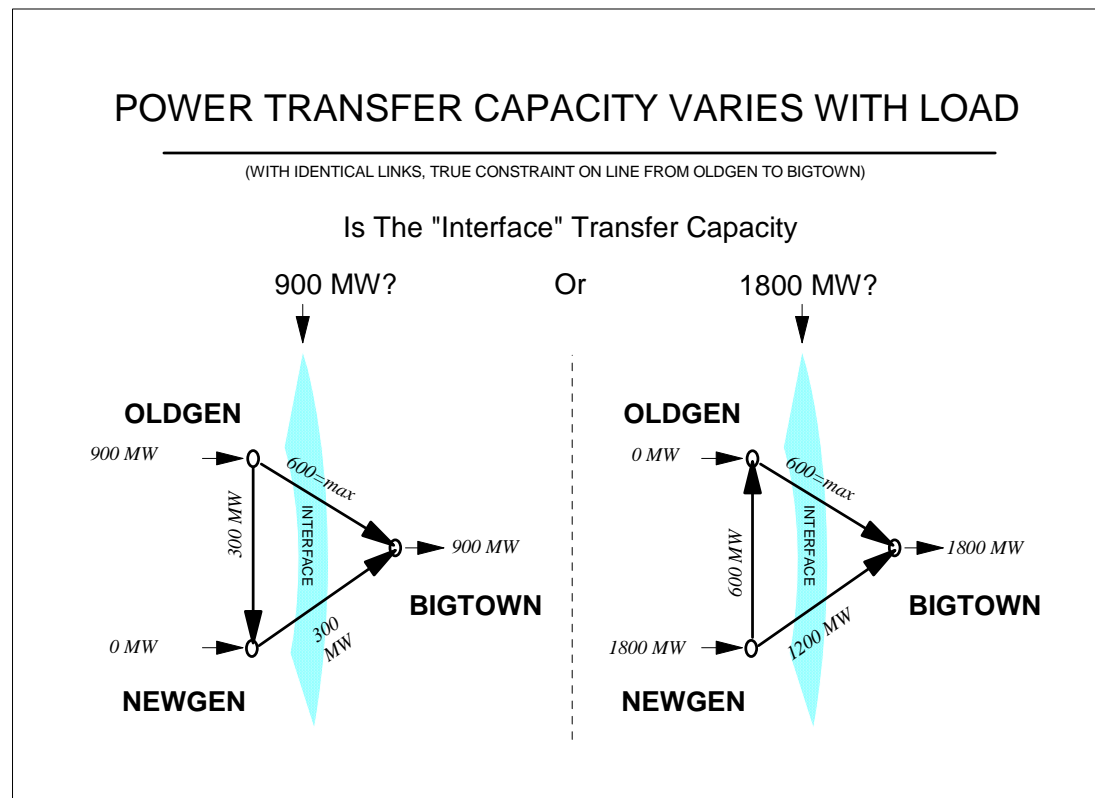 POWER TRANSFER CAPACITY VARIES WITH LOAD
(WITH IDENTICAL LINKS, TRUE CONSTRAINT ON LINE FROM OLDGEN TO BIGTOWN)
Is The "Interface" Transfer Capacity
900 MW?
Or
1800 MW?
OLDGEN
900 MW
600=max
300 MW
INTERFACE
900 MW
BIGTOWN
300
MW
0 MW
NEWGEN
OLDGEN
0 MW
600=max
600 MW
INTERFACE
1800 MW
BIGTOWN
1200 MW
1800 MW
NEWGEN